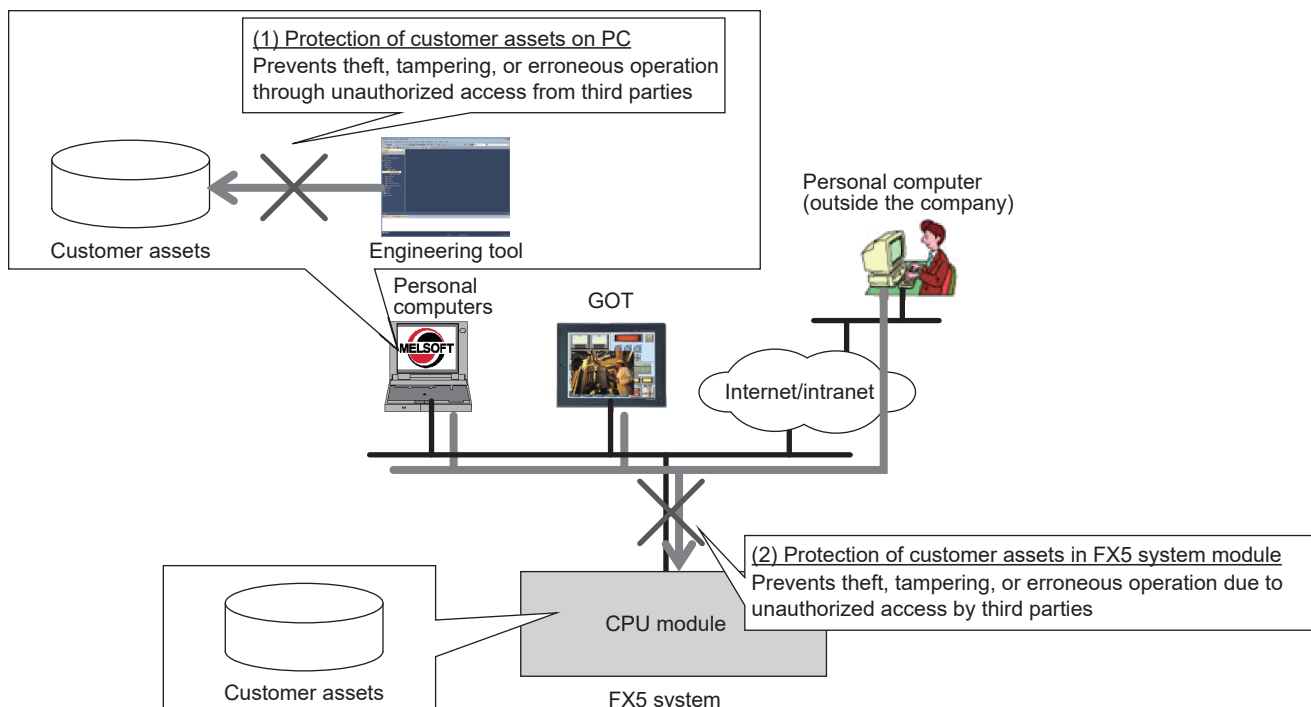 (1) Protection of customer assets on PC
Prevents theft, tampering, or erroneous operation
through unauthorized access from third parties
Customer assets
Engineering tool
Personal computer
(outside the company)
Personal
computers
GOT
MELSOFT
Internet/intranet
(2) Protection of customer assets in FX5 system module
Prevents theft, tampering, or erroneous operation due to
unauthorized access by third parties
CPU module
Customer assets
FX5 system